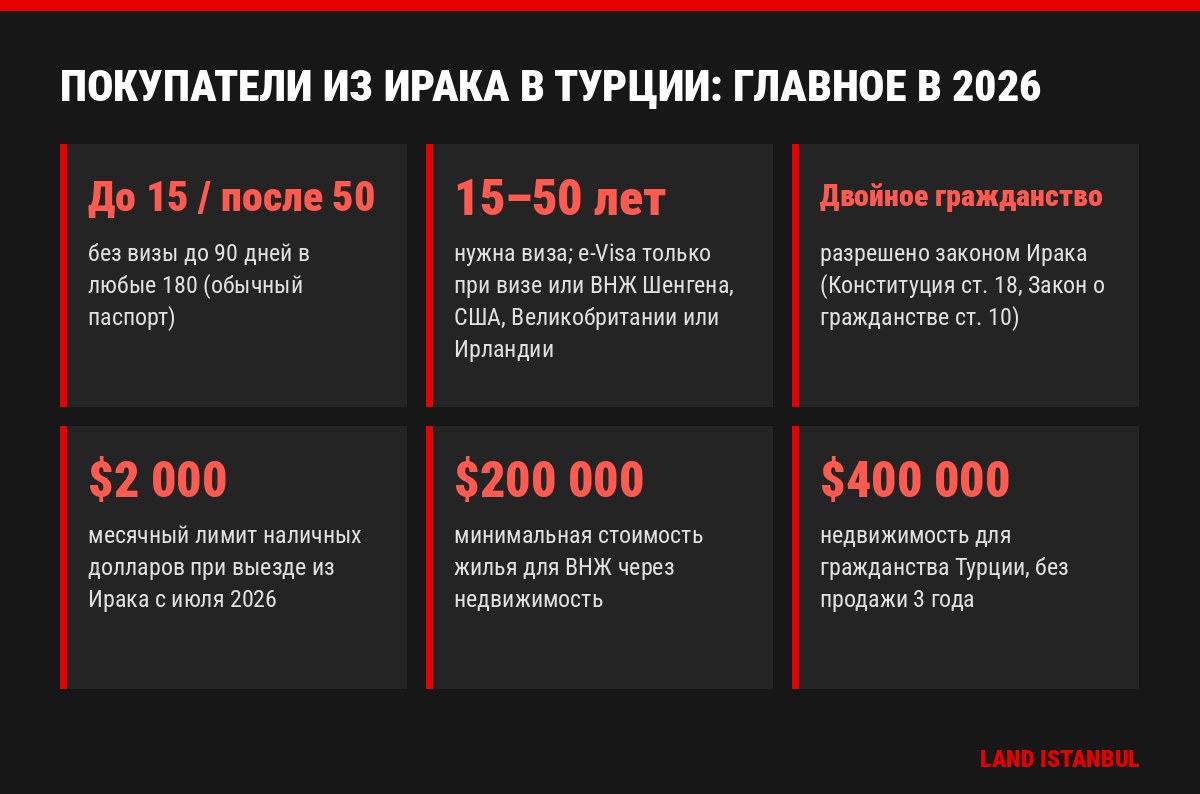 ПОКУПАТЕЛИ ИЗ ИРАКА В ТУРЦИИ: ГЛАВНОЕ В 2026
До 15 / после 50
без визы до 90 дней в
любые 180 (обычный
паспорт)
15–50 лет
нужна виза; e-Visa только
при визе или ВНЖ Шенгена,
США, Великобритании или
Ирландии
Двойное гражданство
разрешено законом Ирака
(Конституция ст. 18, Закон о
гражданстве ст. 10)
$2 000
месячный лимит наличных
долларов при выезде из
Ирака с июля 2026
$200 000
минимальная стоимость
жилья для ВНЖ через
недвижимость
$400 000
недвижимость для
гражданства Турции, без
продажи 3 года
LAND ISTANBUL